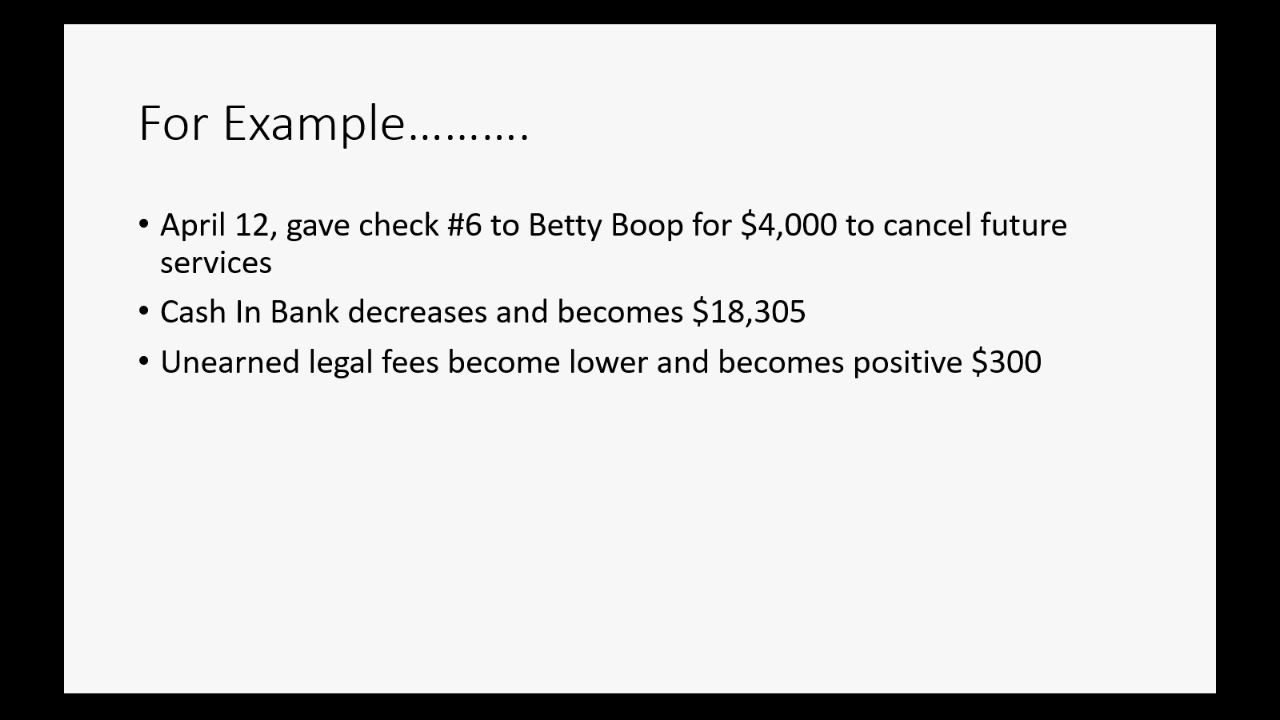 For Example……….
• April 12, gave check #6 to Betty Boop for $4,000 to cancel future
services
• Cash In Bank decreases and becomes $18,305
• Unearned legal fees become lower and becomes positive $300